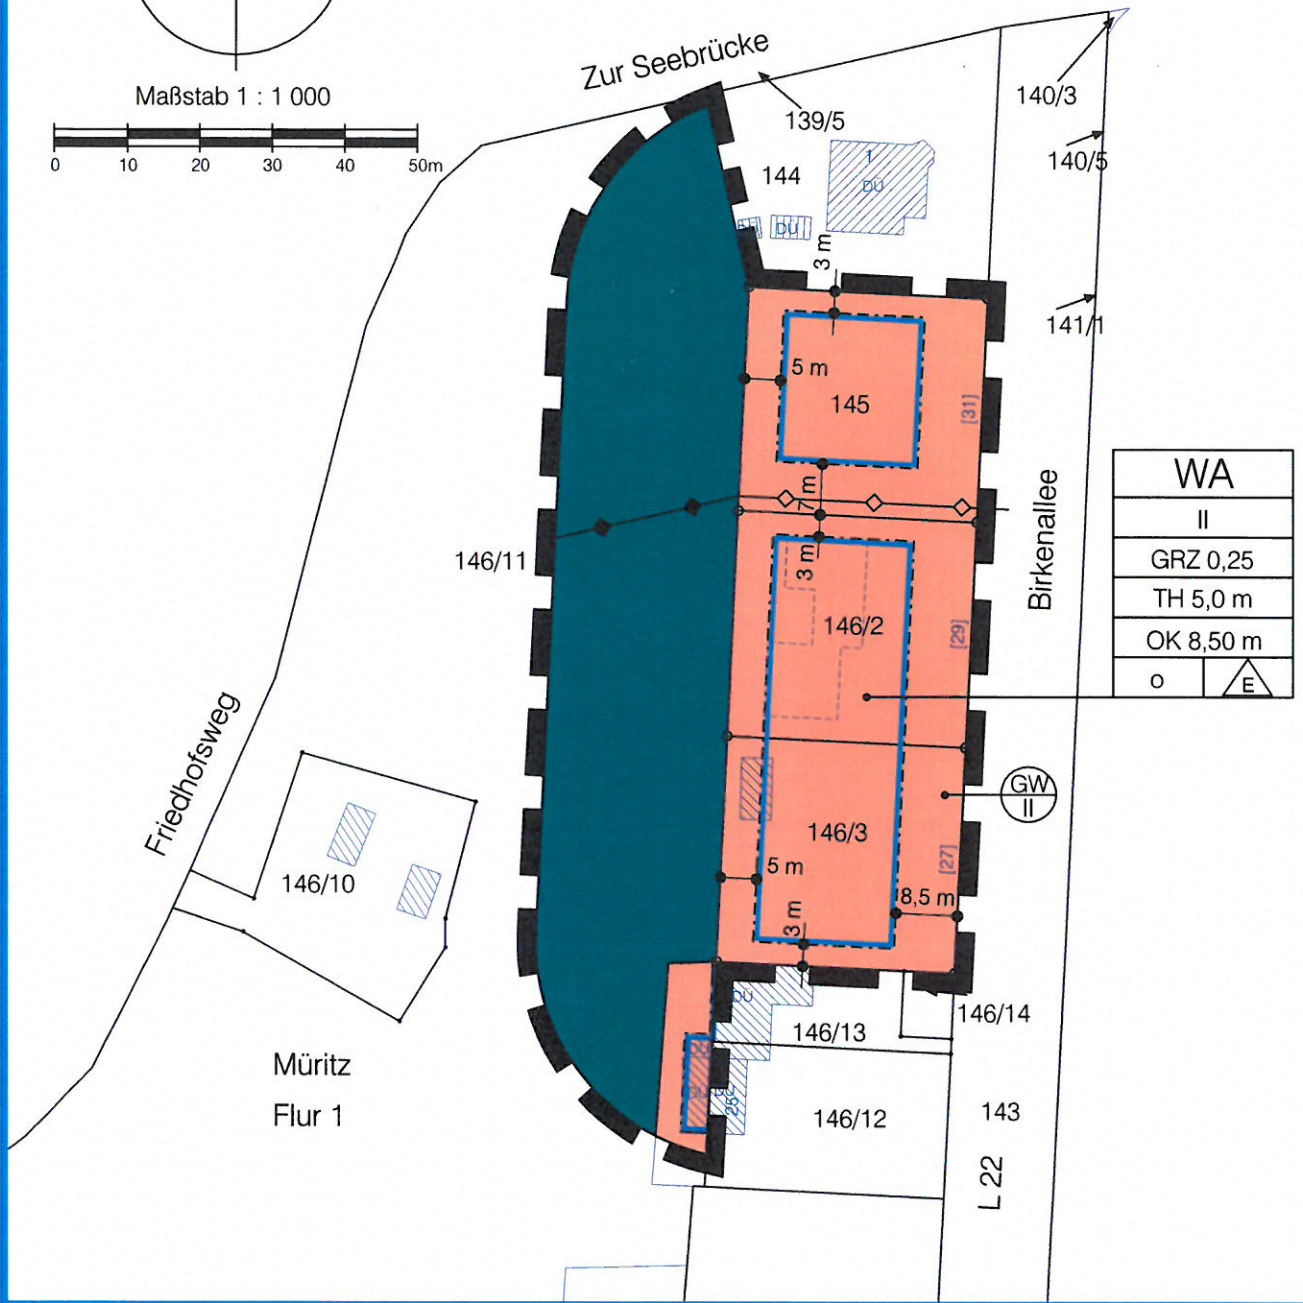 Maßstab 1 : 1 000
0 10 20 30 40 50m
Zur Seebrücke
139/5
140/3
140/5
144
1
DÜ
DÜ
3 m
141/1
5 m
145
[31]
7 m
Birkenallee
WA
II
GRZ 0,25
TH 5,0 m
OK 8,50 m
o E
146/11
3 m
146/2
[29]
Friedhofsweg
GW
II
146/3
[27]
146/10
5 m
8,5 m
3 m
DÜ
146/14
146/13
25c
Müritz
Flur 1
146/12
143
L 22